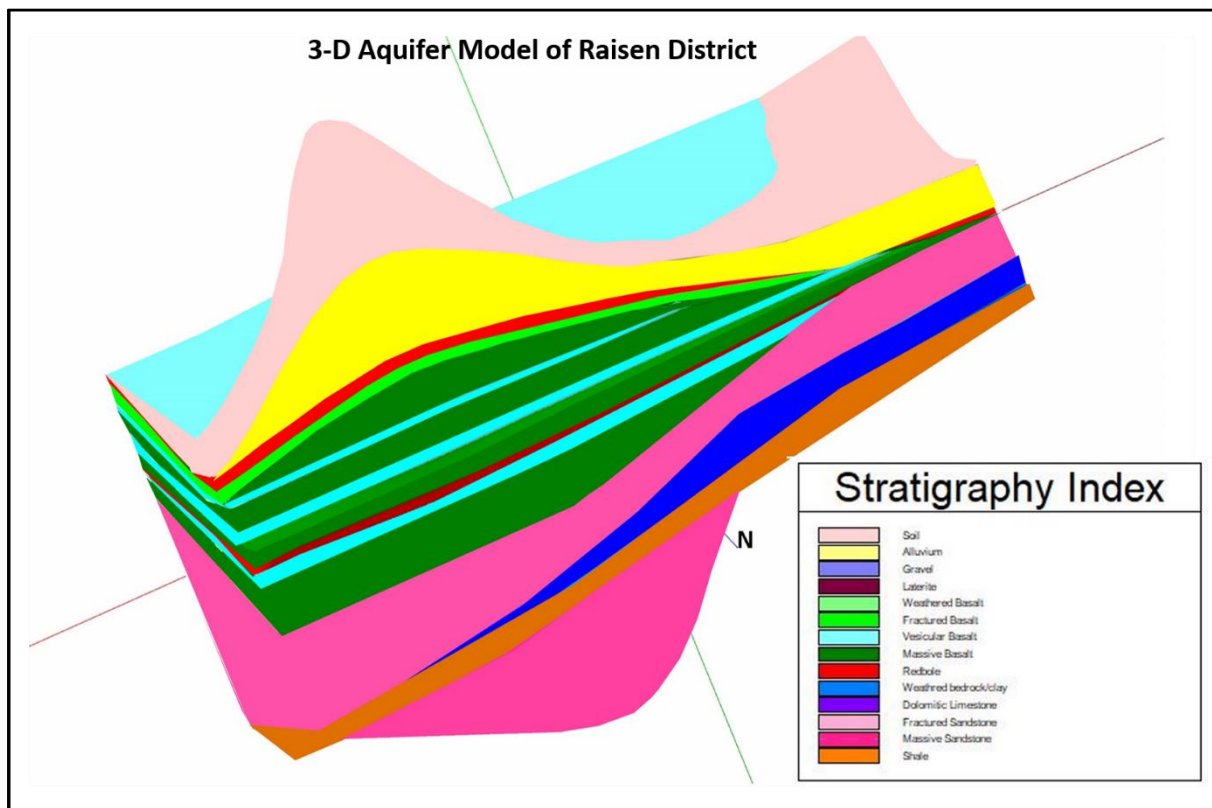 3-D Aquifer Model of Raisen District
N
Stratigraphy Index
Soil
Alluvium
Gravel
Laterite
Weathered Basalt
Fractured Basalt
Vesicular Basalt
Massive Basalt
Redbole
Weathred bedrock/clay
Dolomitic Limestone
Fractured Sandstone
Massive Sandstone
Shale